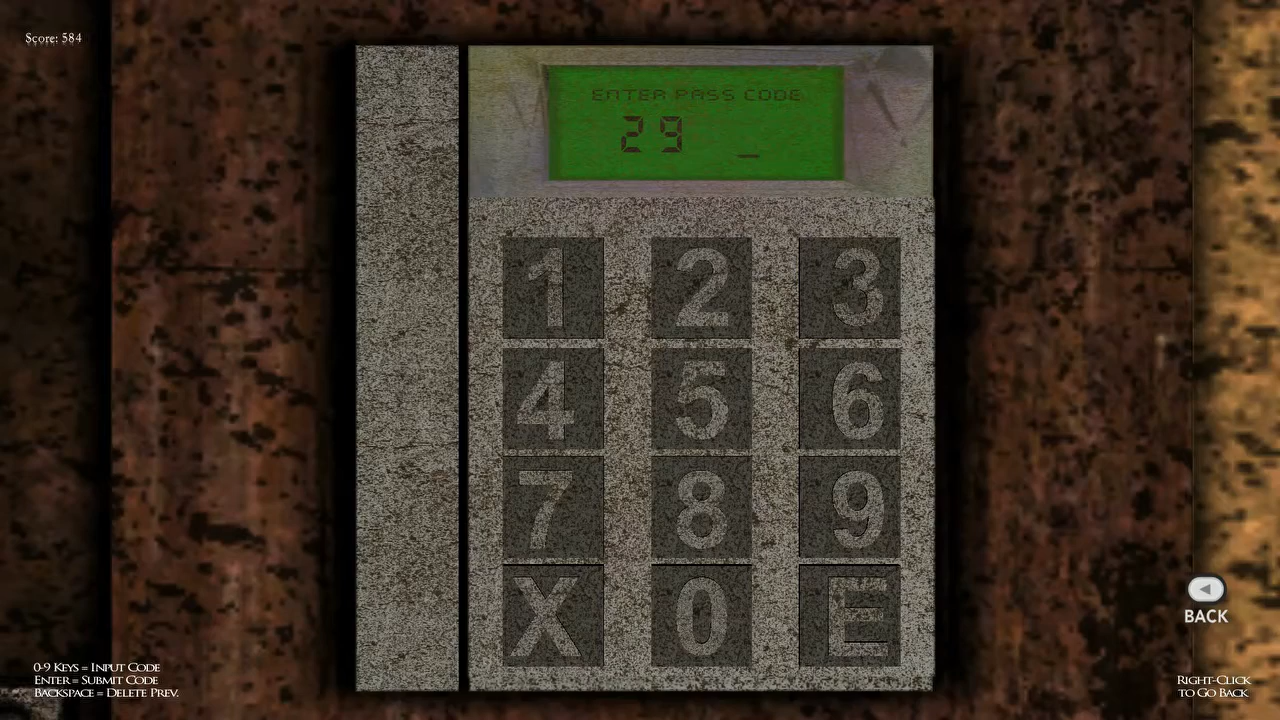 Score: 584
ENTER PASS CODE
29 _
1 2 3
4 5 6
7 8 9
X 0 E
BACK
0-9 Keys = Input Code
Enter = Submit Code
Backspace = Delete Prev.
Right-Click
to Go Back